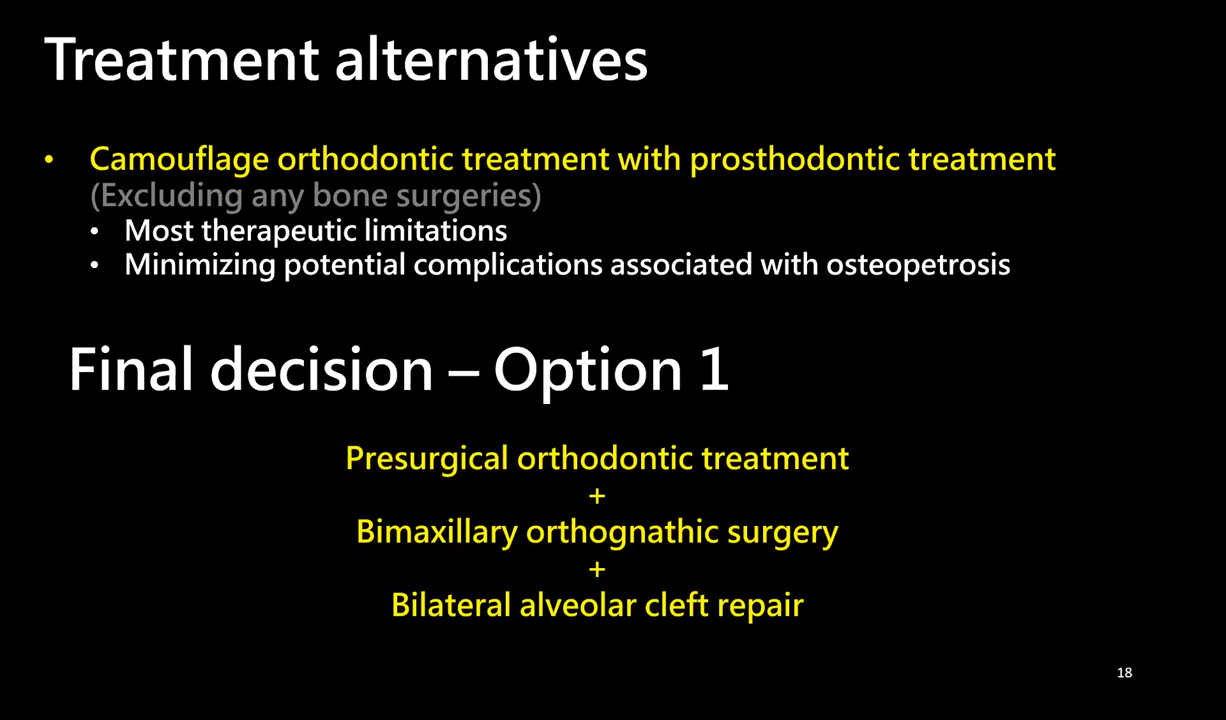 Treatment alternatives
• Camouflage orthodontic treatment with prosthodontic treatment
(Excluding any bone surgeries)
• Most therapeutic limitations
• Minimizing potential complications associated with osteopetrosis
Final decision – Option 1
Presurgical orthodontic treatment
+
Bimaxillary orthognathic surgery
+
Bilateral alveolar cleft repair
18